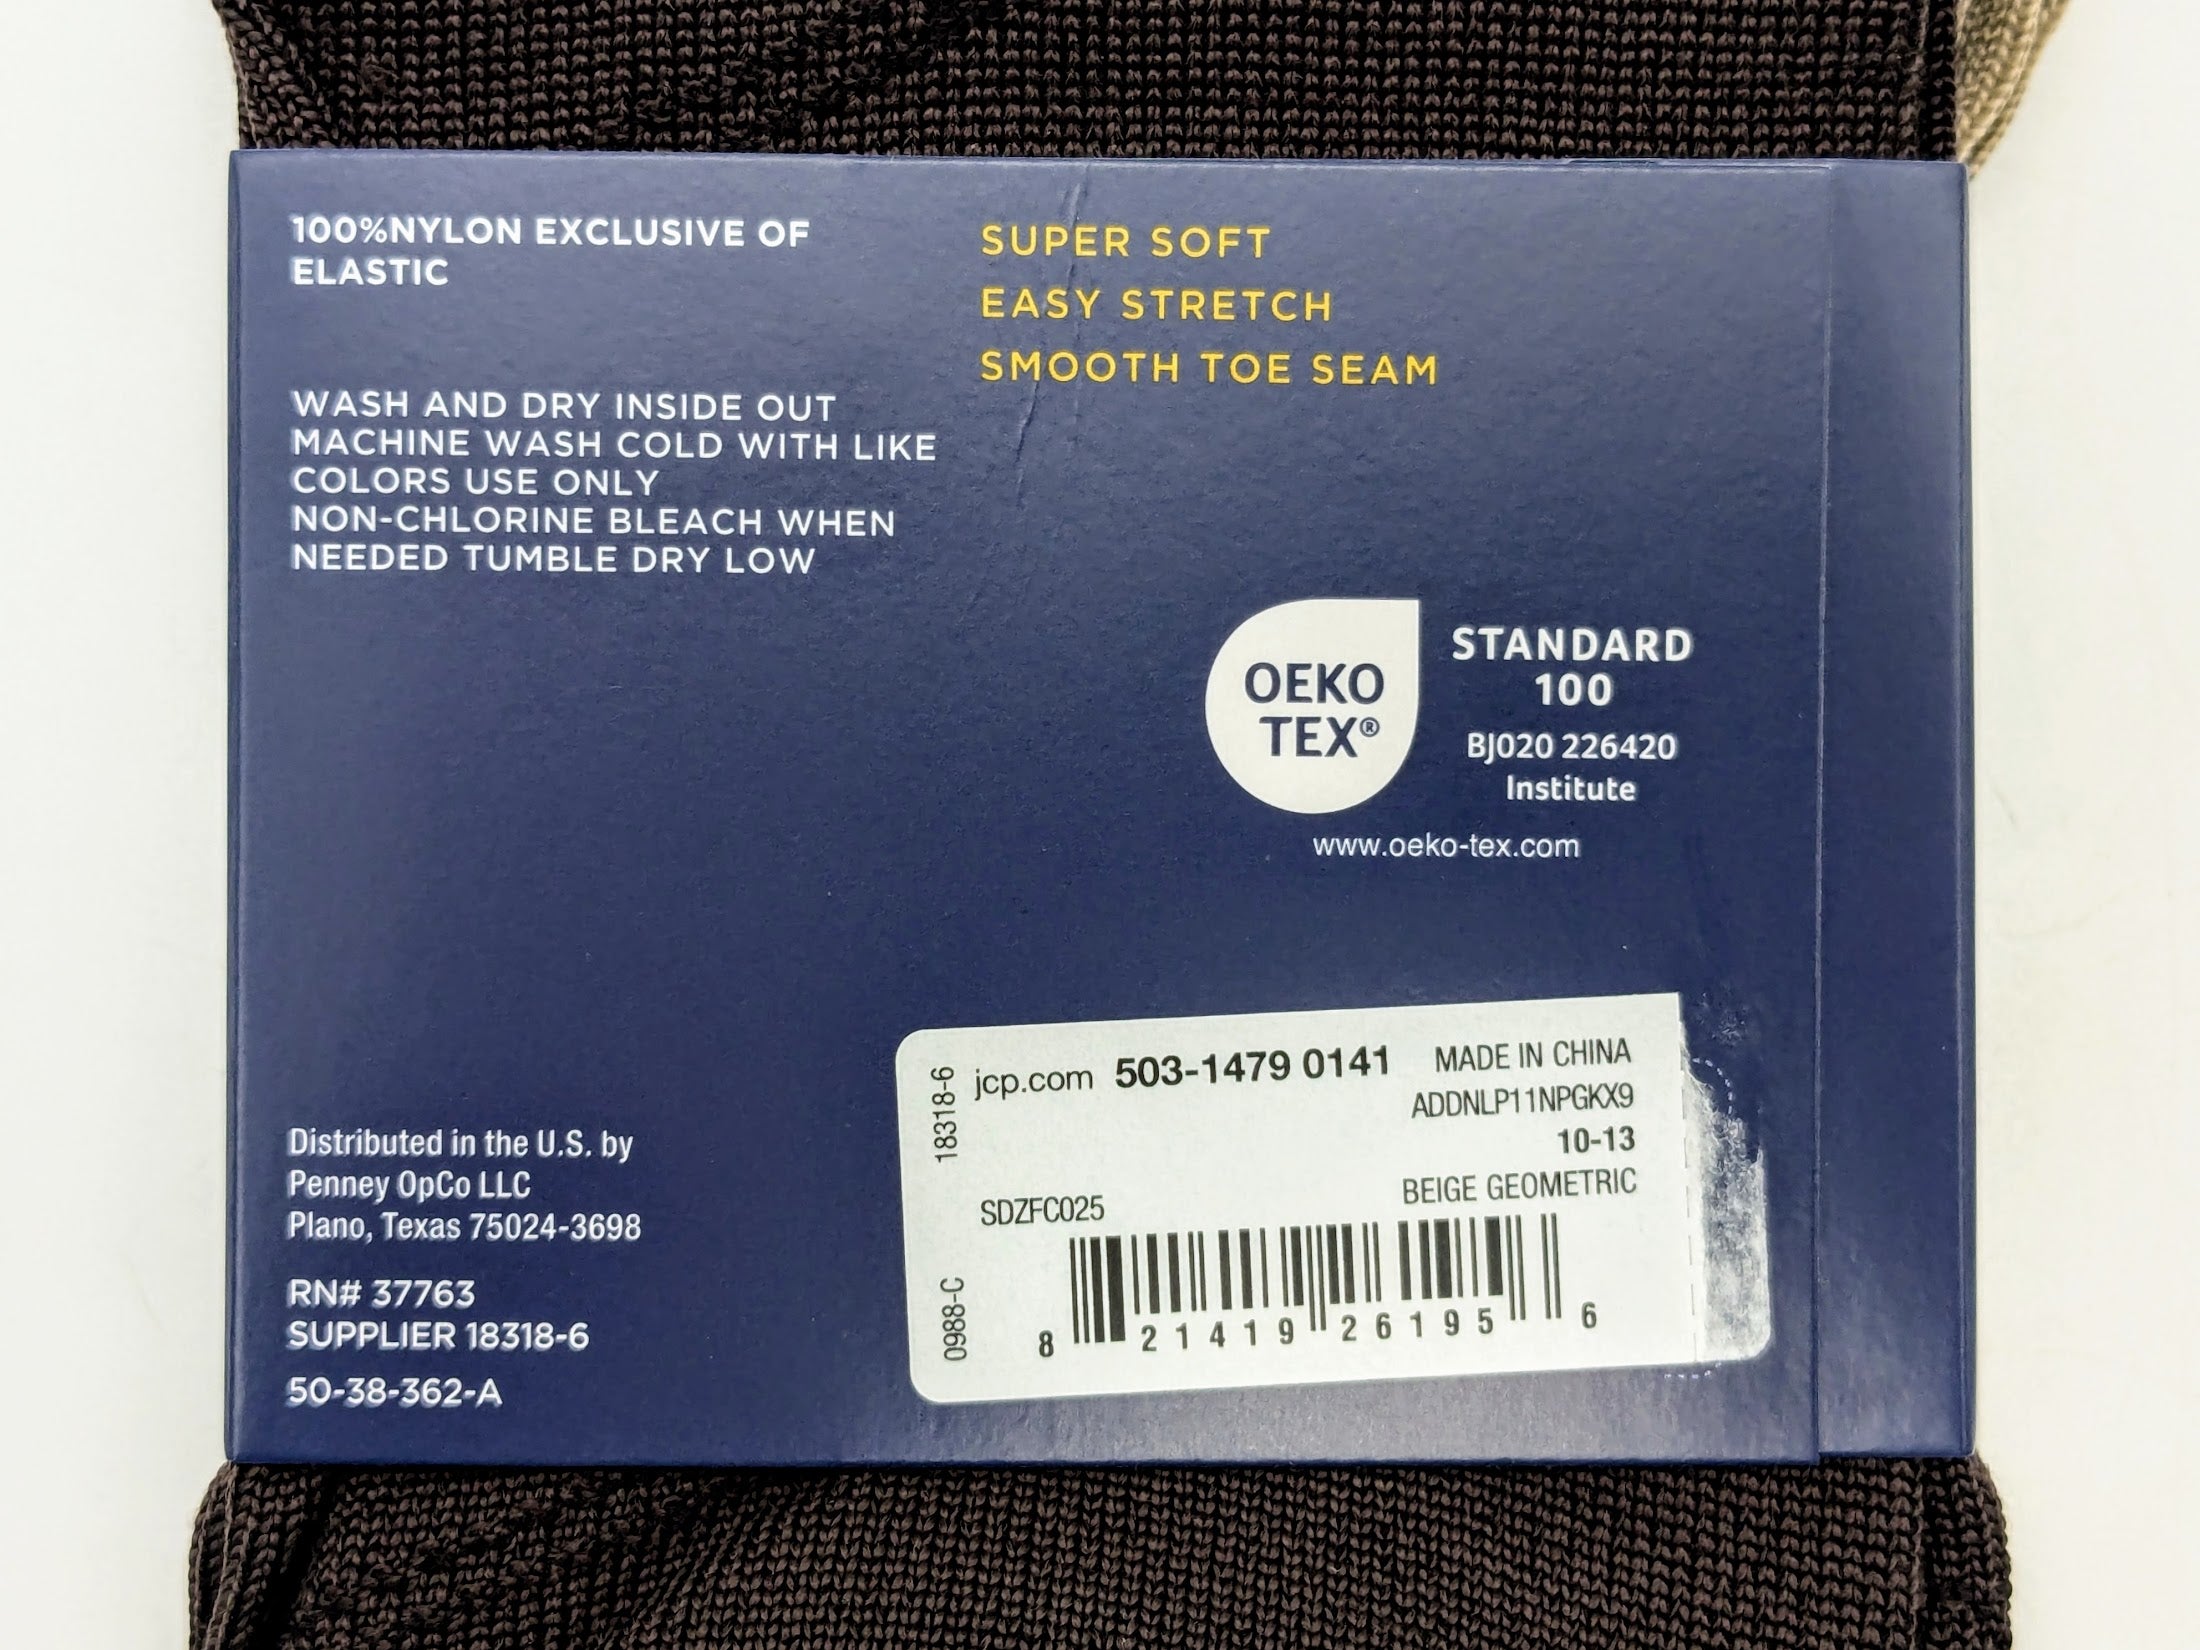 100%NYLON EXCLUSIVE OF
ELASTIC
WASH AND DRY INSIDE OUT
MACHINE WASH COLD WITH LIKE
COLORS USE ONLY
NON-CHLORINE BLEACH WHEN
NEEDED TUMBLE DRY LOW
SUPER SOFT
EASY STRETCH
SMOOTH TOE SEAM
OEKO
TEX®
STANDARD
100
BJ020 226420
Institute
www.oeko-tex.com
Distributed in the U.S. by
Penney OpCo LLC
Plano, Texas 75024-3698
RN# 37763
SUPPLIER 18318-6
50-38-362-A
18318-6
0988-C
jcp.com 503-1479 0141
MADE IN CHINA
ADDNLP11NPGKX9
10-13
BEIGE GEOMETRIC
SDZFC025
8 21419 26195 6